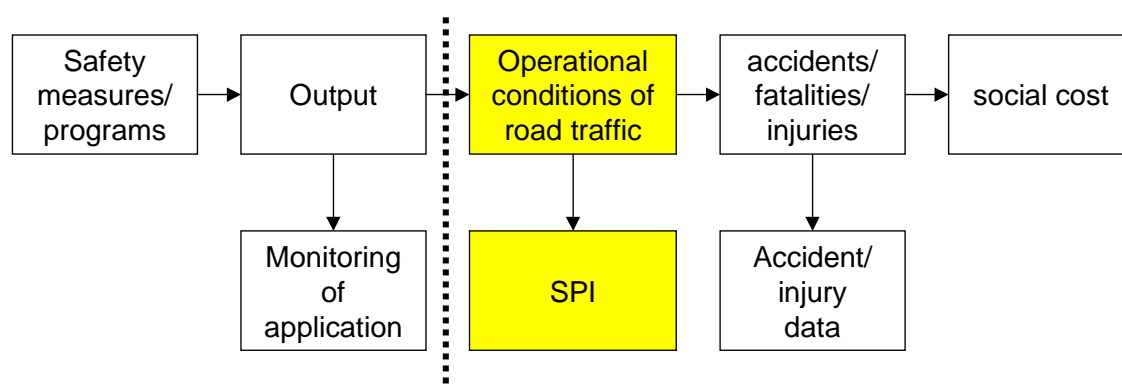 Safety
measures/
programs
Output
Operational
conditions of
road traffic
accidents/
fatalities/
injuries
social cost
Monitoring
of
application
SPI
Accident/
injury
data